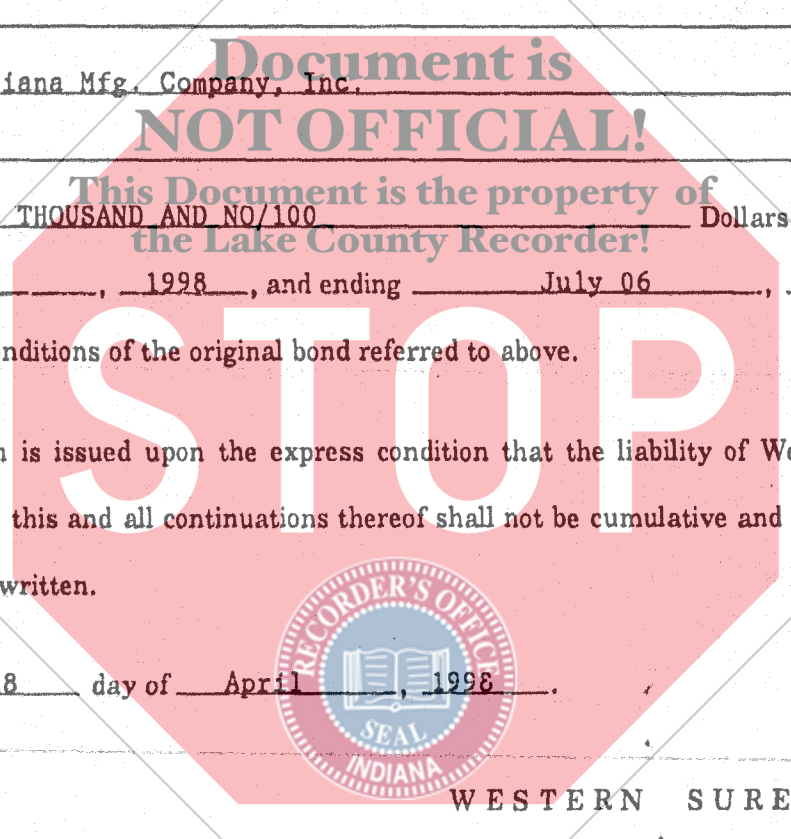 Document is
iana Mfg. Company, Inc.
NOT OFFICIAL!
This Document is the property of
THOUSAND AND NO/100 Dollars
the Lake County Recorder!
, 1998, and ending July 06,
nditions of the original bond referred to above.
STOP
n is issued upon the express condition that the liability of We
this and all continuations thereof shall not be cumulative and
written.
RECORDER'S OFFICE
8 day of April, 1998.
SEAL
INDIANA
WESTERN SURE